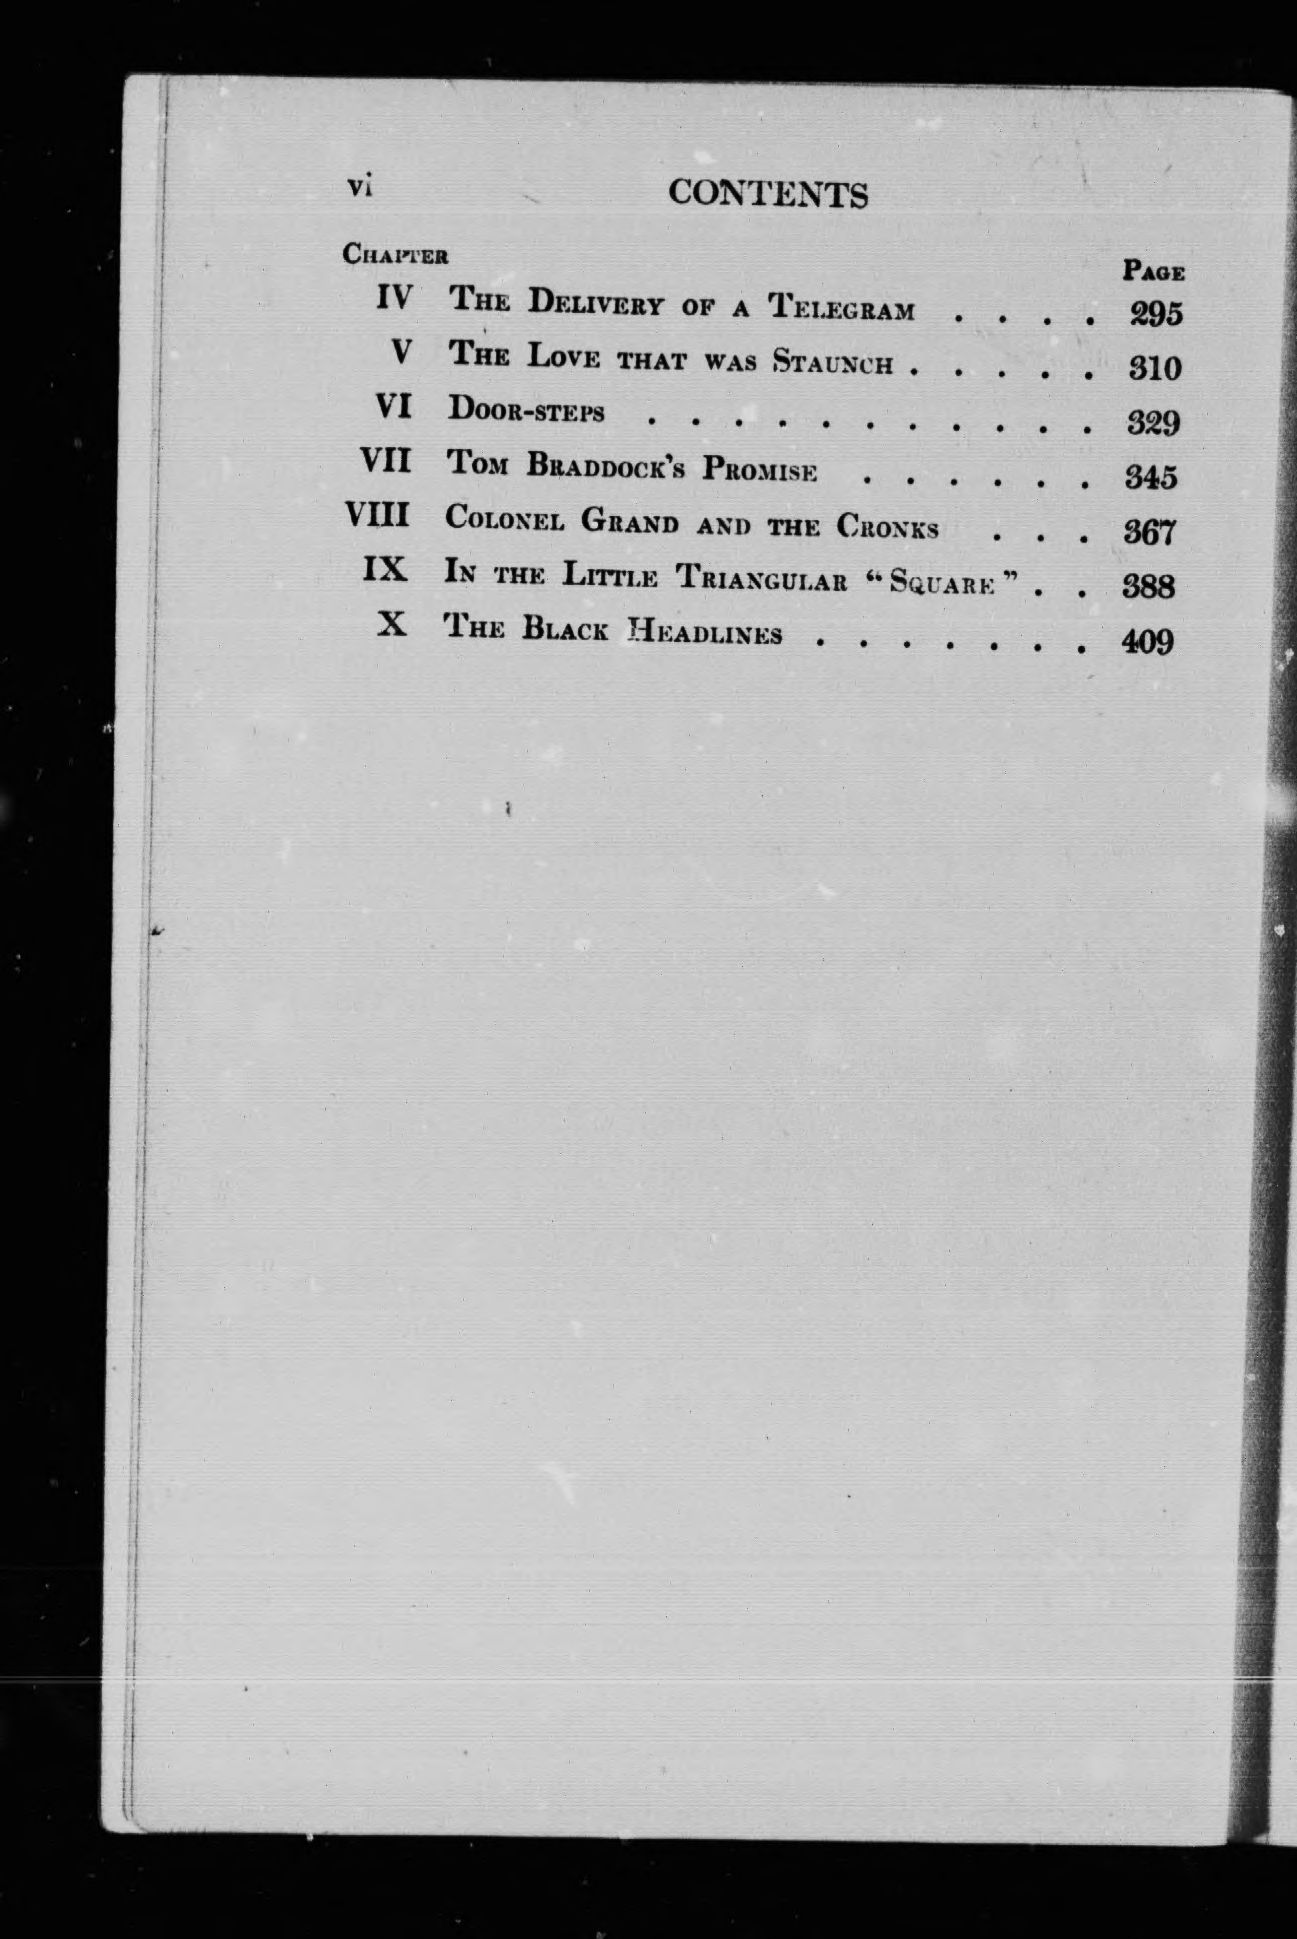 vi CONTENTS
Chapter Page
IV The Delivery of a Telegram . . . . 295
V The Love that was Staunch . . . . . 310
VI Door-steps . . . . . . . . . . . 329
VII Tom Braddock's Promise . . . . . . 345
VIII Colonel Grand and the Cronks . . . 367
IX In the Little Triangular “Square” . . 388
X The Black Headlines . . . . . . . 409